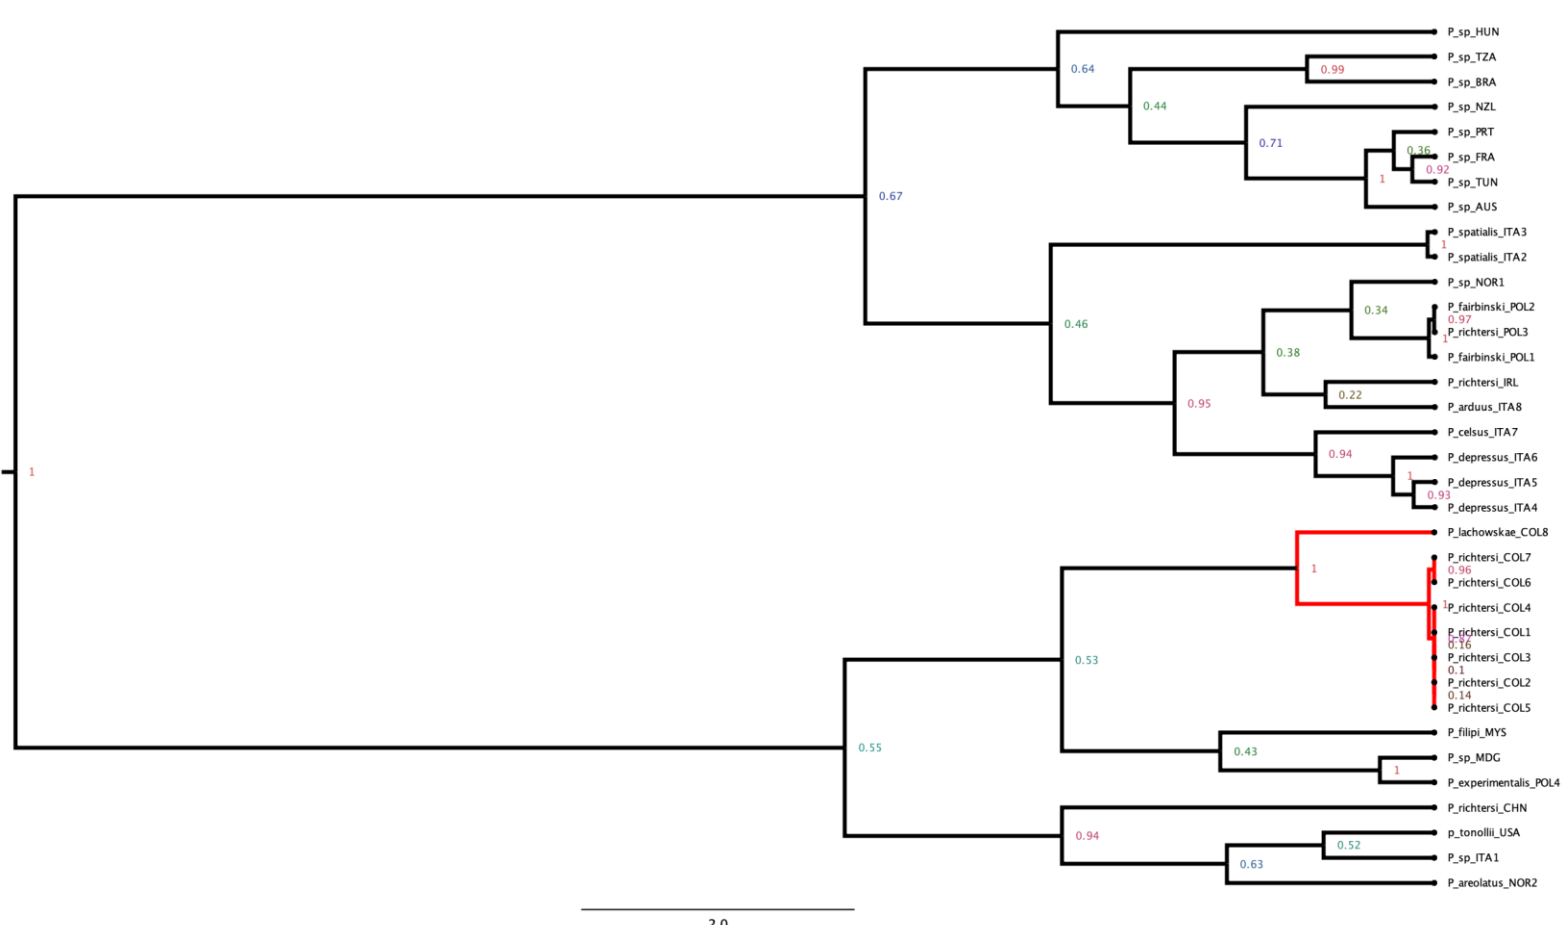 P_sp_HUN
0.64
P_sp_TZA
0.99
P_sp_BRA
0.44
P_sp_NZL
0.71
P_sp_PRT
0.36
P_sp_FRA
0.92
1
P_sp_TUN
0.67
P_sp_AUS
P_spatialis_ITA3
1
P_spatialis_ITA2
P_sp_NOR1
0.34
P_fairbinski_POL2
0.97
0.46
P_richtersi_POL3
1
0.38
P_fairbinski_POL1
P_richtersi_IRL
0.22
0.95
P_arduus_ITA8
P_celsus_ITA7
0.94
P_depressus_ITA6
1
1
P_depressus_ITA5
0.93
P_depressus_ITA4
P_lachowskae_COL8
P_richtersi_COL7
1
0.96
P_richtersi_COL6
1
P_richtersi_COL4
P_richtersi_COL1
0.16
P_richtersi_COL3
0.53
0.1
P_richtersi_COL2
0.14
P_richtersi_COL5
P_filipi_MYS
0.55
0.43
P_sp_MDG
1
P_experimentalis_POL4
P_richtersi_CHN
0.94
p_tonollii_USA
0.52
P_sp_ITA1
0.63
P_areolatus_NOR2
2.0